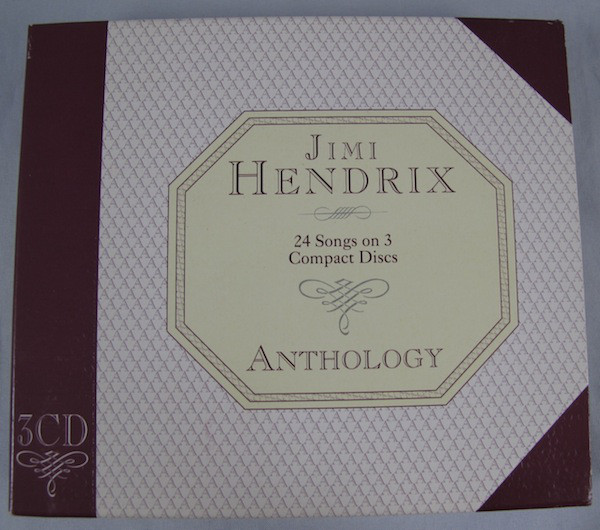 JIMI
HENDRIX
24 Songs on 3
Compact Discs
ANTHOLOGY
3CD